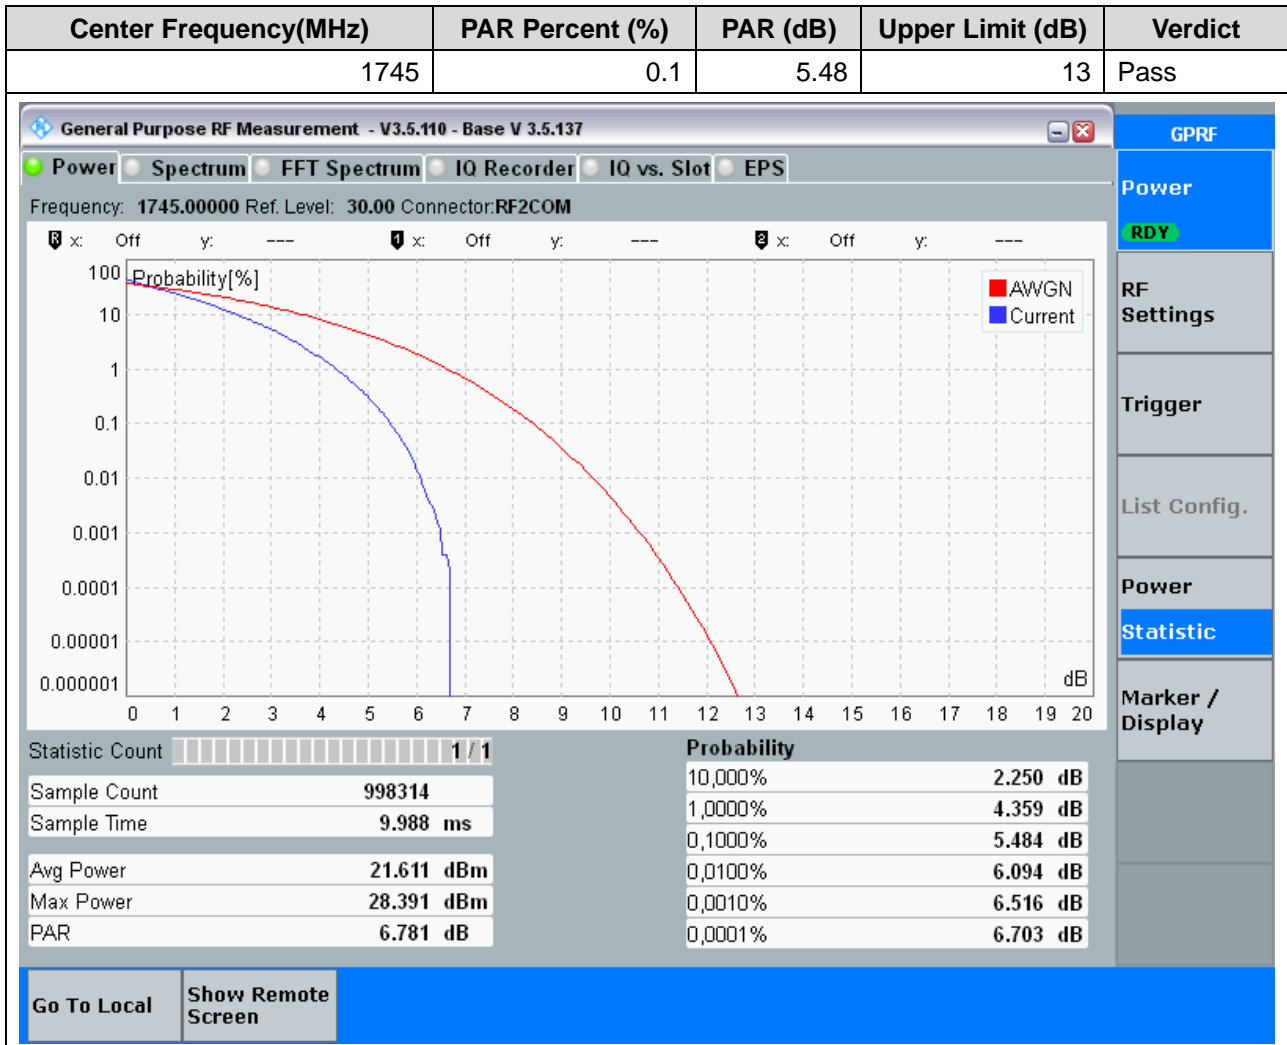 Center Frequency(MHz) PAR Percent (%) PAR (dB) Upper Limit (dB) Verdict
1745 0.1 5.48 13 Pass
General Purpose RF Measurement - V3.5.110 - Base V 3.5.137
GPRF
Power Spectrum FFT Spectrum IQ Recorder IQ vs. Slot EPS
Power
RDY
Frequency: 1745.00000 Ref. Level: 30.00 Connector:RF2COM
R x: Off y: --- 1 x: Off y: --- 2 x: Off y: ---
Probability[%]
AWGN
Current
100
10
1
0.1
0.01
0.001
0.0001
0.00001
0.000001
dB
0 1 2 3 4 5 6 7 8 9 10 11 12 13 14 15 16 17 18 19 20
RF
Settings
Trigger
List Config.
Power
Statistic
Marker /
Display
Statistic Count 1 / 1
Sample Count 998314
Sample Time 9.988 ms
Avg Power 21.611 dBm
Max Power 28.391 dBm
PAR 6.781 dB
Probability
10,000% 2.250 dB
1,0000% 4.359 dB
0,1000% 5.484 dB
0,0100% 6.094 dB
0,0010% 6.516 dB
0,0001% 6.703 dB
Go To Local
Show Remote
Screen